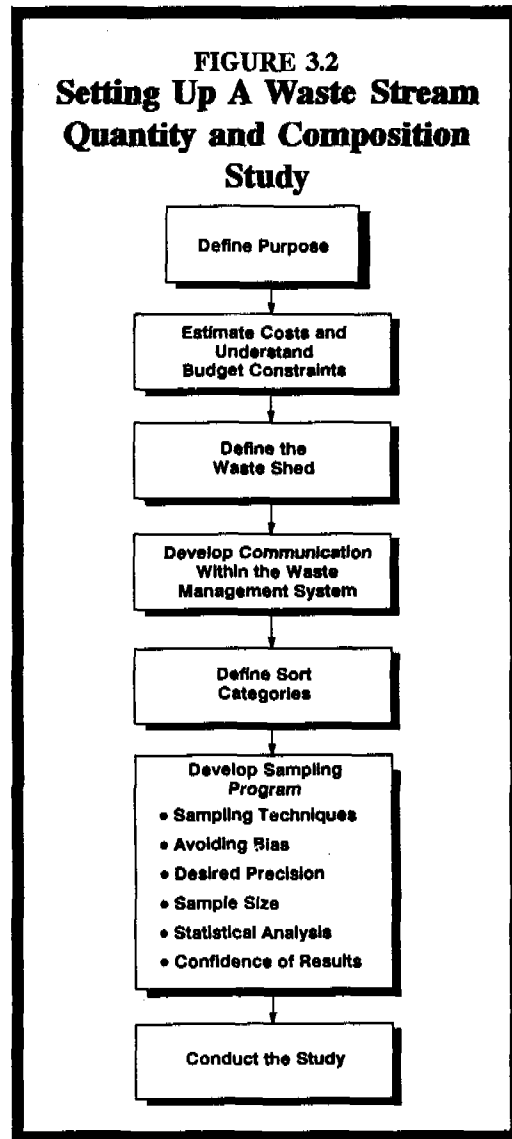 FIGURE 3.2
Setting Up A Waste Stream
Quantity and Composition
Study
Define Purpose
Estimate Costs and
Understand
Budget Constraints
Define the
Waste Shed
Develop Communication
Within the Waste
Management System
Define Sort
Categories
Develop Sampling
Program
• Sampling Techniques
• Avoiding Bias
• Desired Precision
• Sample Size
• Statistical Analysis
• Confidence of Results
Conduct the Study